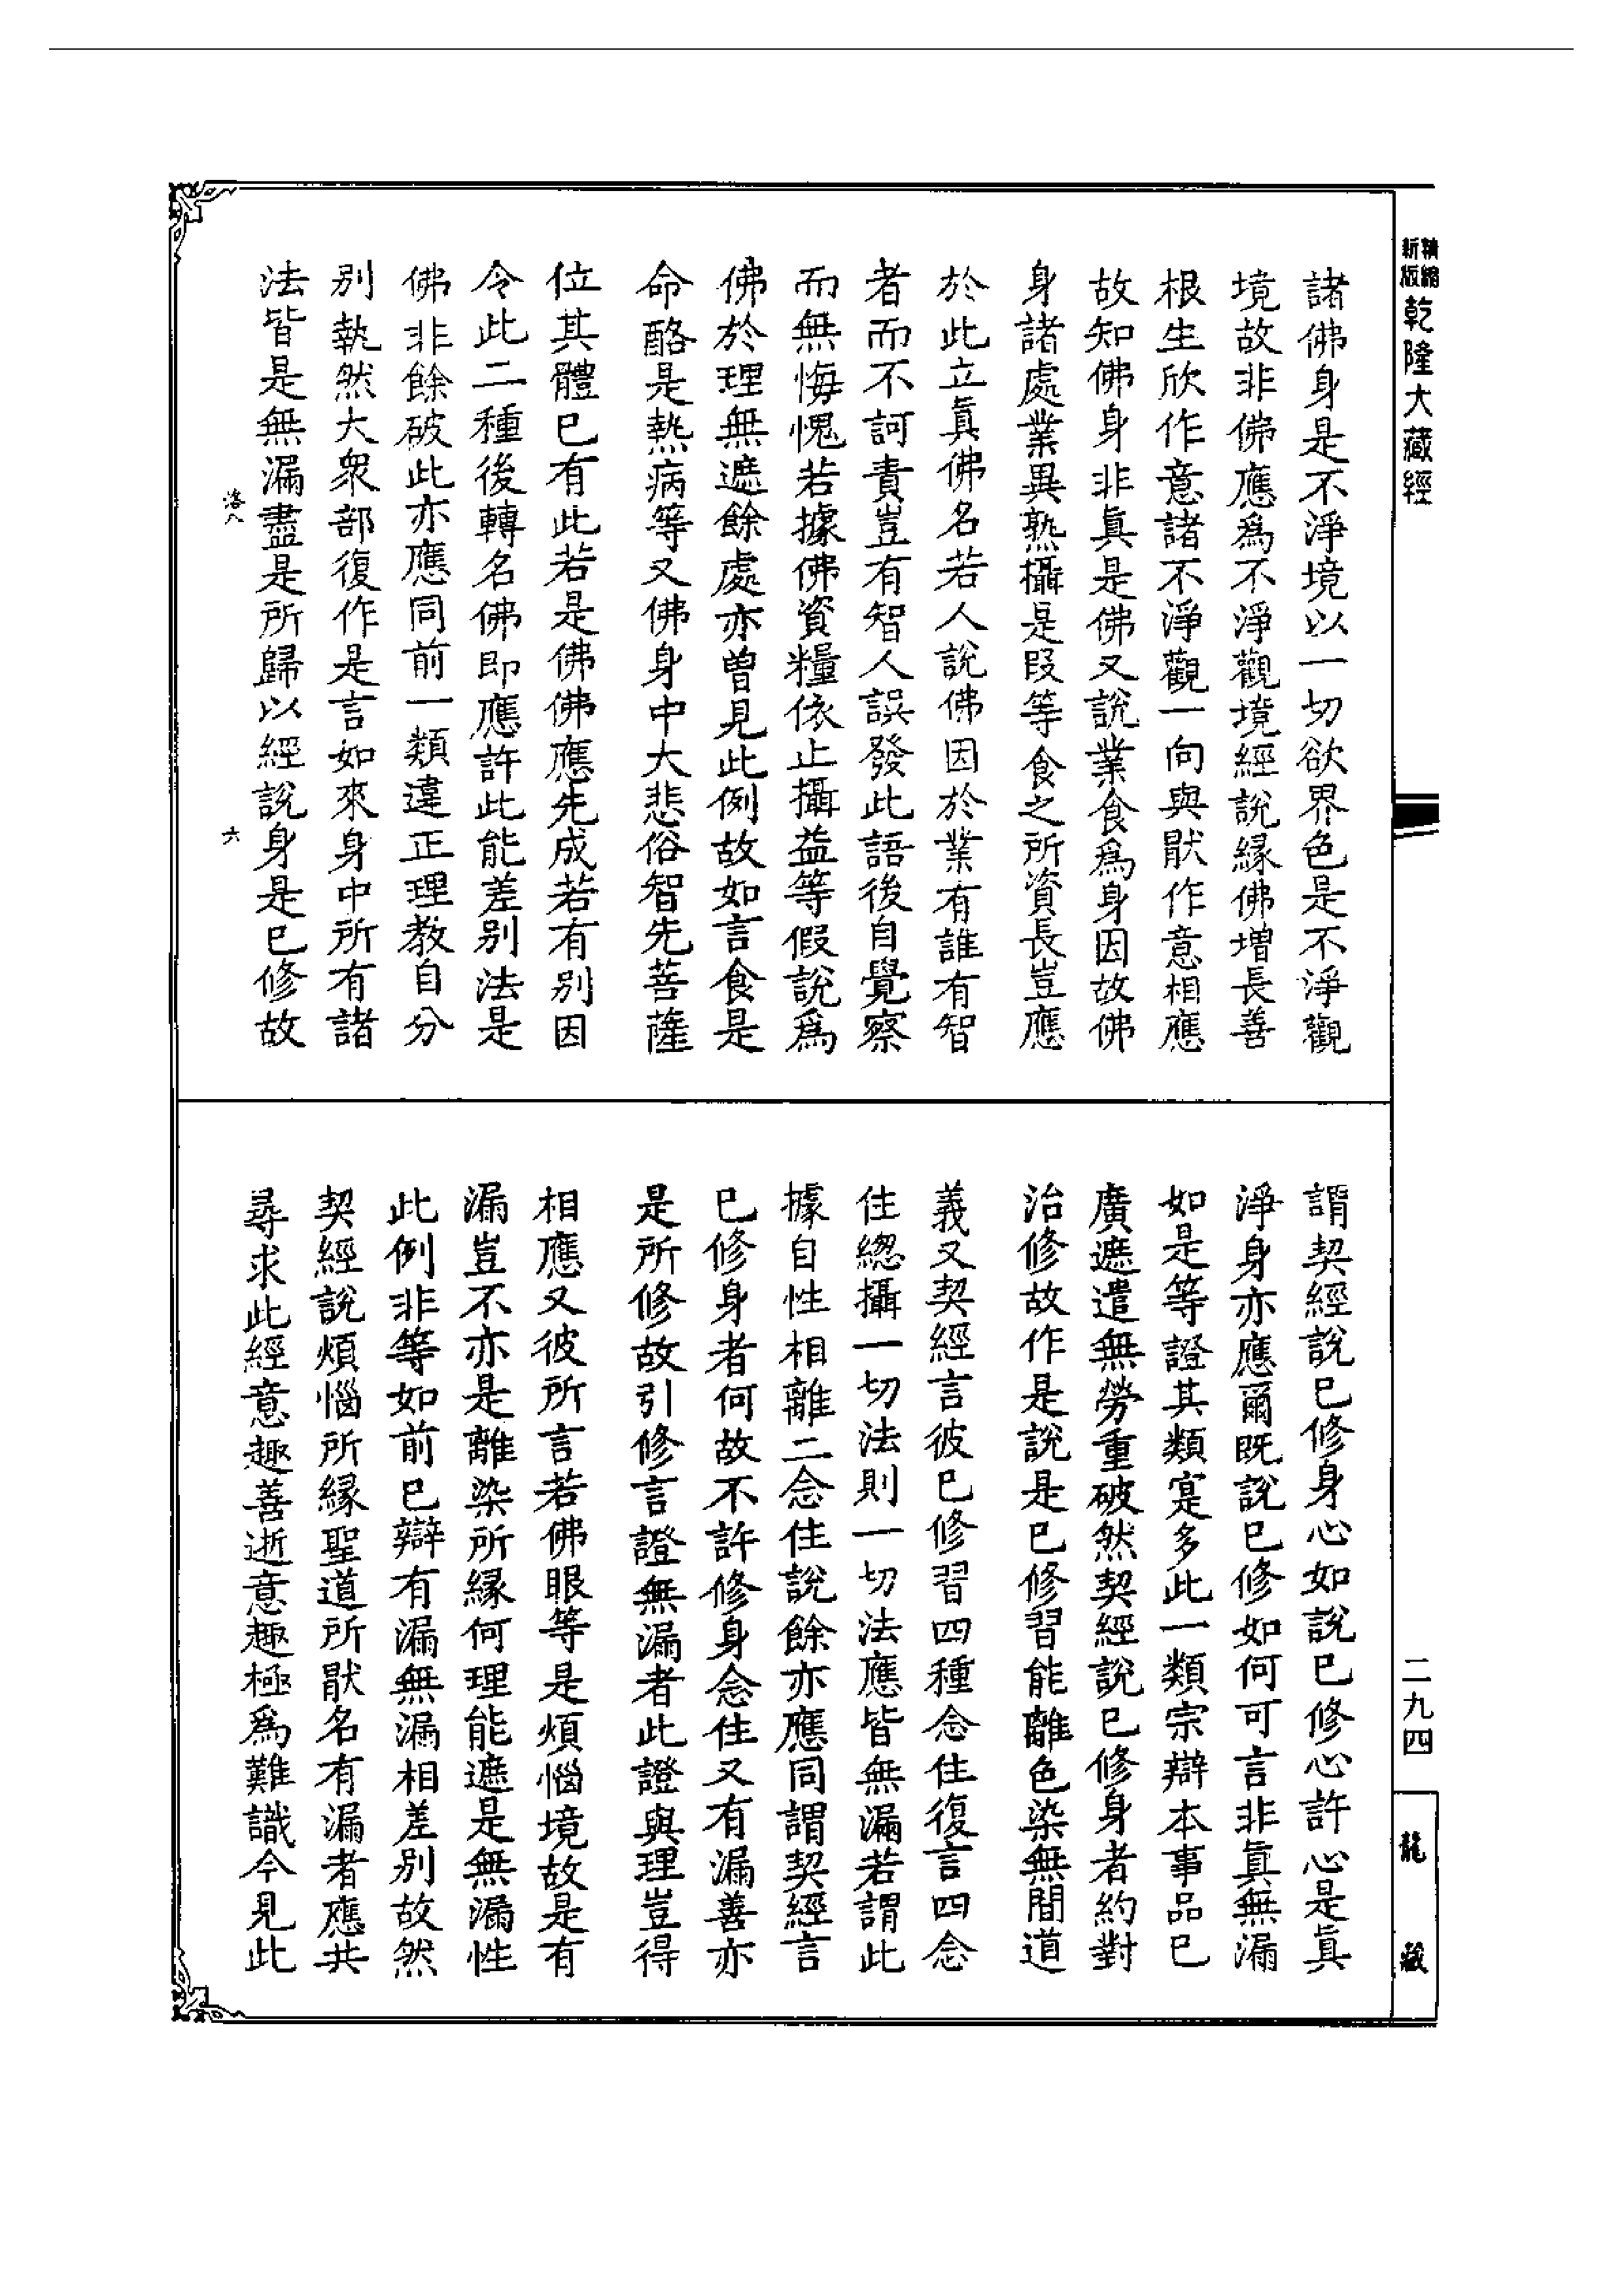 精縮新版乾隆大藏經
諸佛身是不淨境以一切欲界色是不淨觀
境故非佛應為不淨觀境經說緣佛增長善
根生欣作意諸不淨觀一向與猒作意相應
故知佛身非眞是佛又說業食為身因故佛
身諸處業異熟攝是段等食之所資長豈應
於此立眞佛名若人說佛因於業有誰有智
者而不訶責豈有智人誤發此語後自覺察
而無悔愧若據佛資糧依止攝益等假說為
佛於理無遮餘處亦曾見此例故如言食是
命酪是熱病等又佛身中大悲俗智先菩薩
位其體已有此若是佛佛應先成若有別因
令此二種後轉名佛即應許此能差別法是
佛非餘破此亦應同前一類違正理教自分
別執然大衆部復作是言如來身中所有諸
法皆是無漏盡是所歸以經說身是已修故
洛八
六
謂契經說已修身心如說已修心許心是眞
淨身亦應爾既說已修如何可言非眞無漏
如是等證其類寔多此一類宗辯本事品已
廣遮遣無勞重破然契經說已修身者約對
治修故作是說是已修習能離色染無間道
義又契經言彼已修習四種念住復言四念
住緫攝一切法則一切法應皆無漏若謂此
據自性相離二念住說餘亦應同謂契經言
已修身者何故不許修身念住又有漏善亦
是所修故引修言證無漏者此證與理豈得
相應又彼所言若佛眼等是煩惱境故是有
漏豈不亦是離染所緣何理能遮是無漏性
此例非等如前已辯有漏無漏相差別故然
契經說煩惱所緣聖道所猒名有漏者應共
尋求此經意趣善逝意趣極為難識今見此
二九四
龍藏